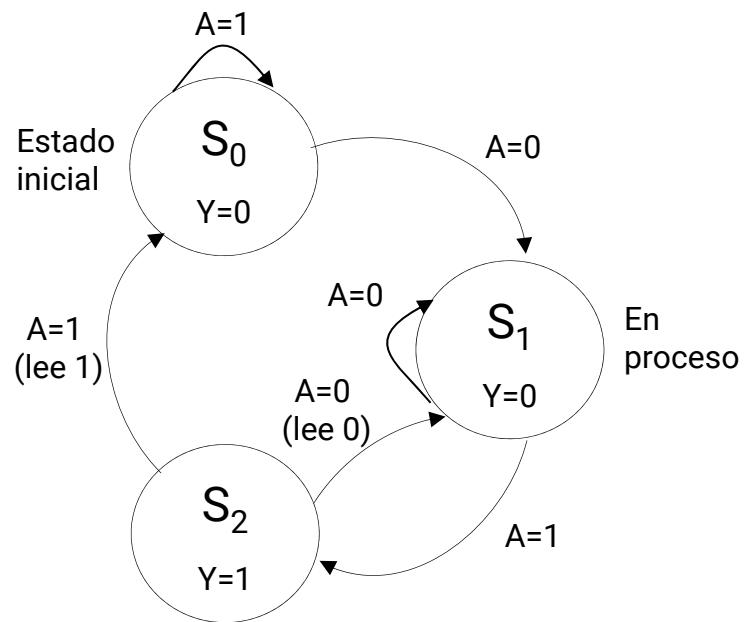 A=1
Estado
inicial
S₀
Y=0
A=0
A=0
S₁
Y=0
En
proceso
A=1
(lee 1)
A=0
(lee 0)
S₂
Y=1
A=1